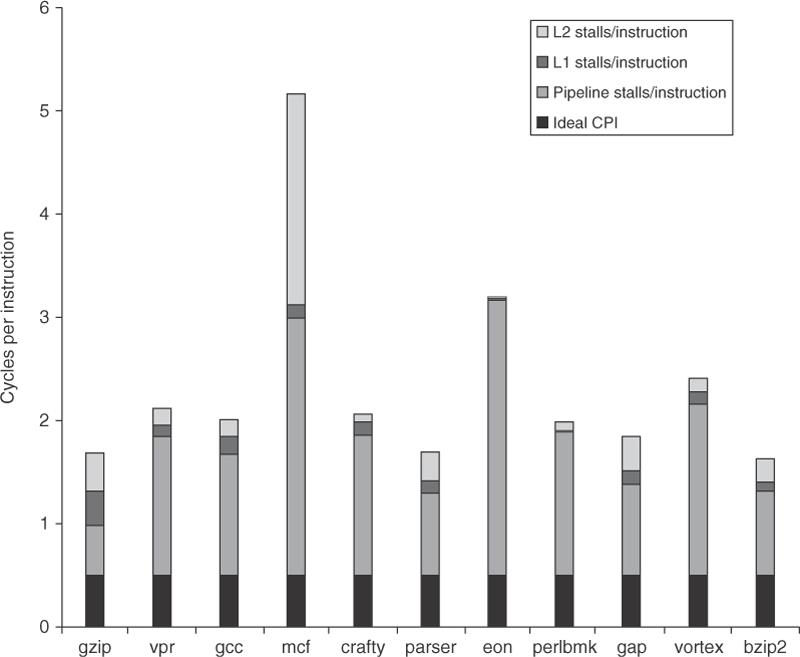 6
5
4
3
2
1
0
Cycles per instruction
L2 stalls/instruction
L1 stalls/instruction
Pipeline stalls/instruction
Ideal CPI
gzip vpr gcc mcf crafty parser eon perlbmk gap vortex bzip2